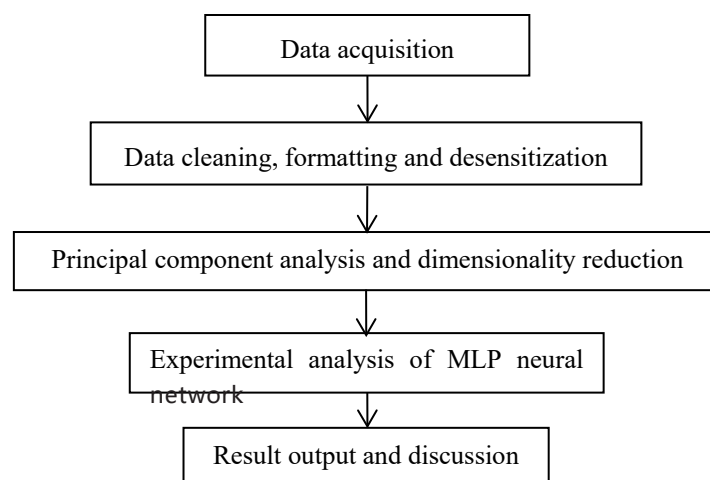 Data acquisition
Data cleaning, formatting and desensitization
Principal component analysis and dimensionality reduction
Experimental analysis of MLP neural
network
Result output and discussion